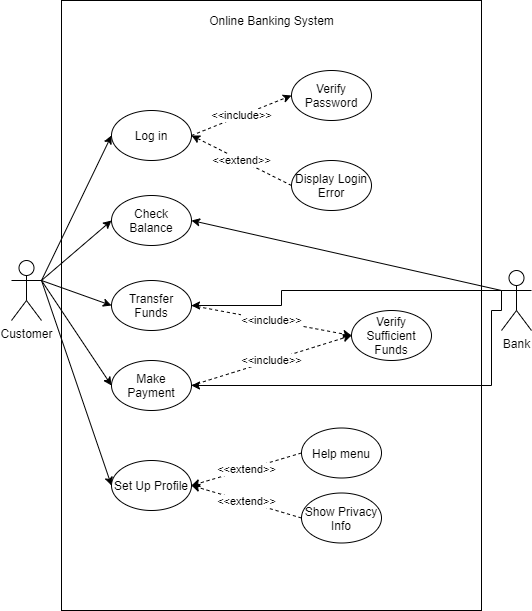 Online Banking System
Verify
Password
<<include>>
Log in
<<extend>>
Display Login
Error
Check
Balance
Customer
Transfer
Funds
<<include>>
Verify
Sufficient
Funds
Bank
<<include>>
Make
Payment
Help menu
<<extend>>
Set Up Profile
<<extend>>
Show Privacy
Info